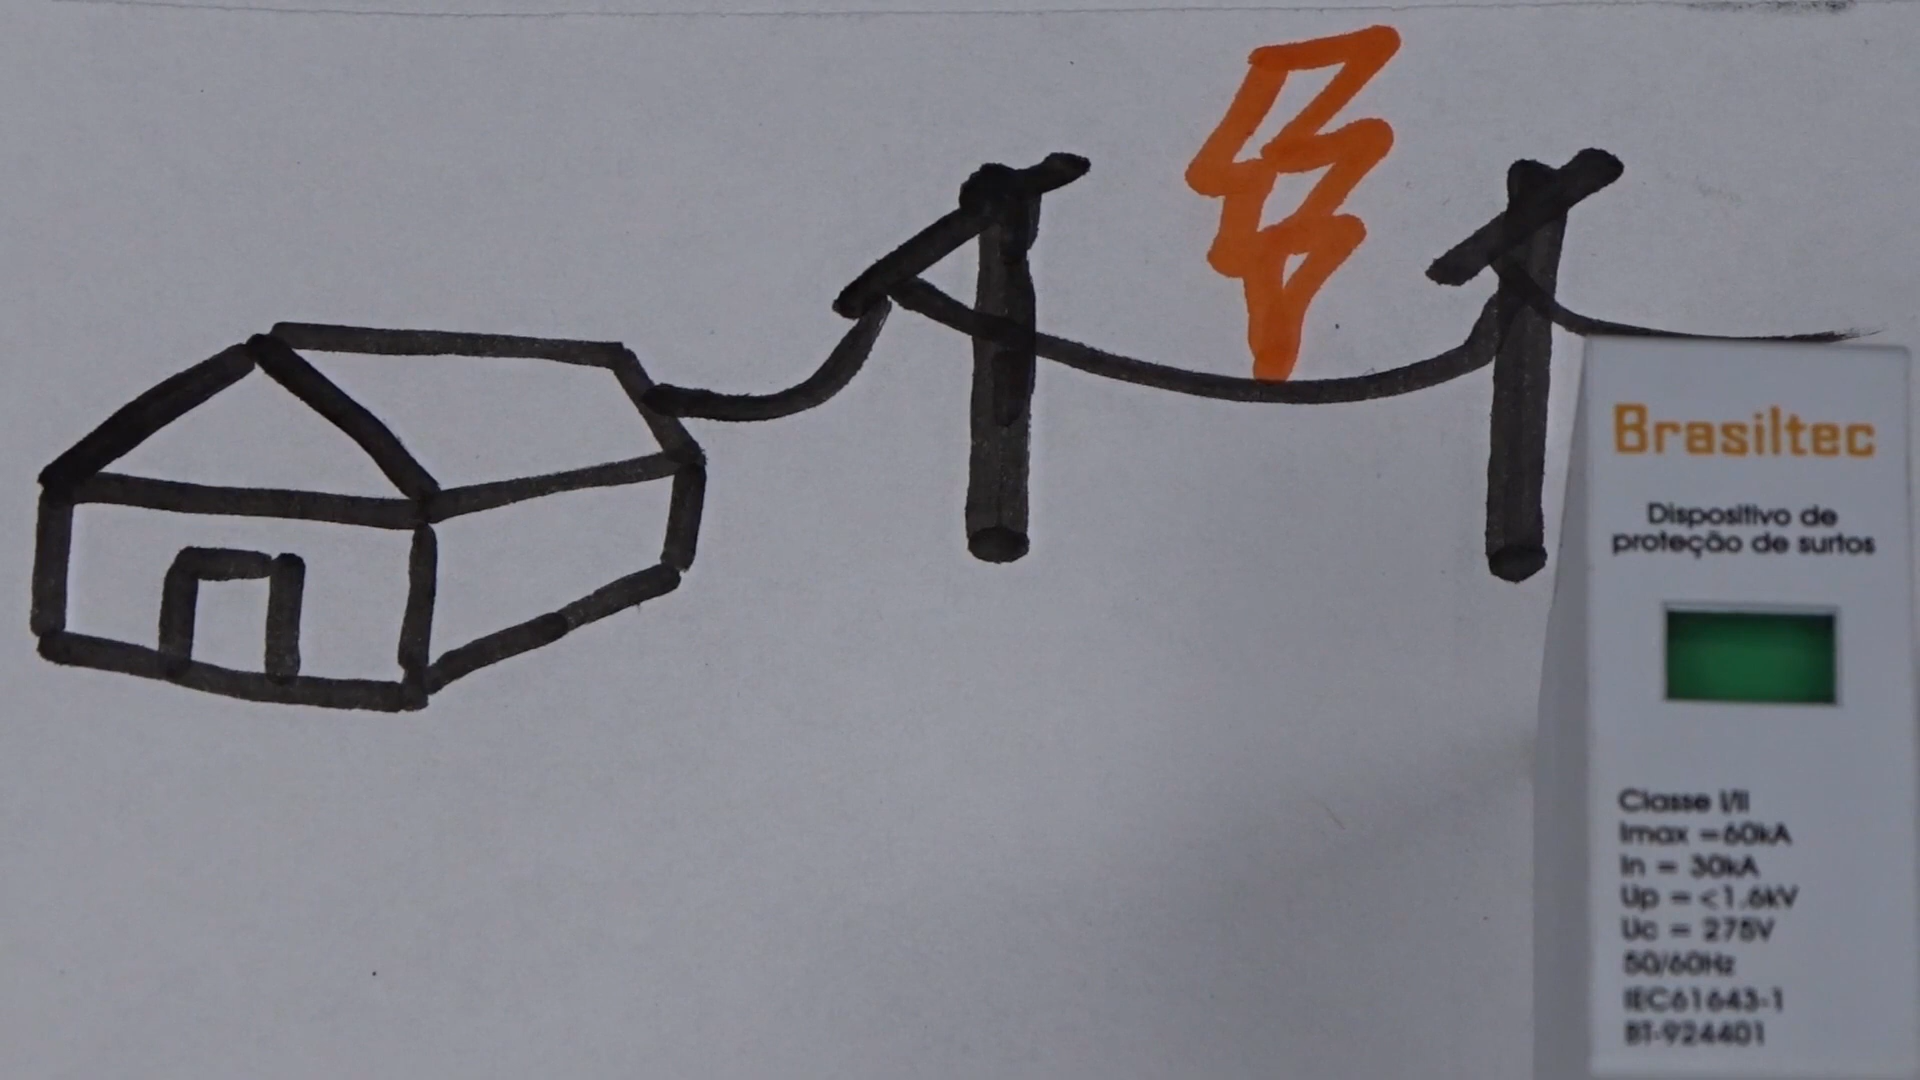 Brasiltec
Dispositivo de
proteção de surtos
Classe I/II
Imax =60kA
In = 30kA
Up =<1.6kV
Uc = 275V
50/60Hz
IEC61643-1
BT-924401